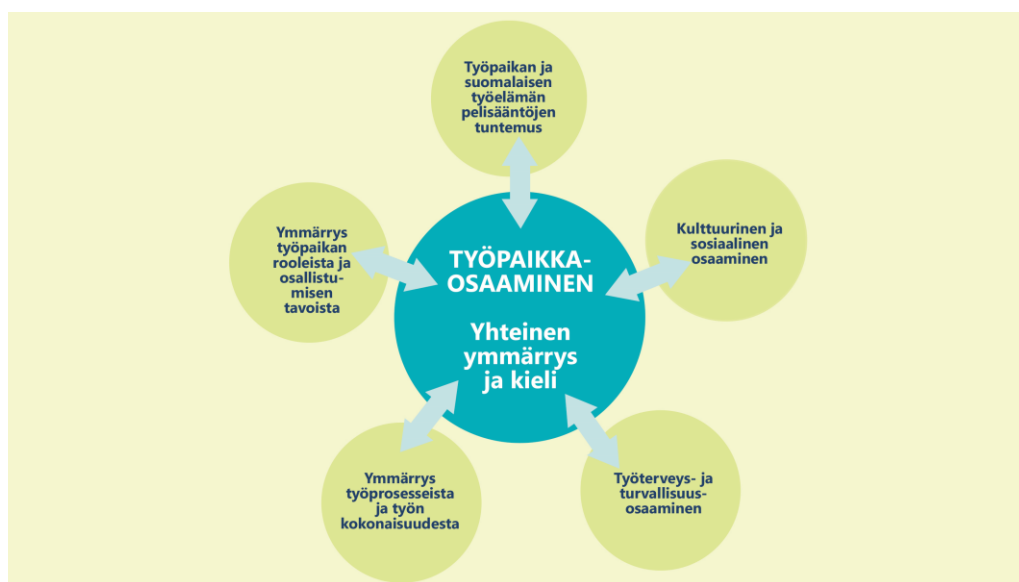 Työpaikan ja
suomalaisen
työelämän
pelisääntöjen
tuntemus
Kulttuurinen ja
sosiaalinen
osaaminen
Ymmärrys
työpaikan
rooleista ja
osallistu-
misen
tavoista
TYÖPAIKKA-
OSAAMINEN
Yhteinen
ymmärrys
ja kieli
Ymmärrys
työprosesseista
ja työn
kokonaisuudesta
Työterveys- ja
turvallisuus-
osaaminen